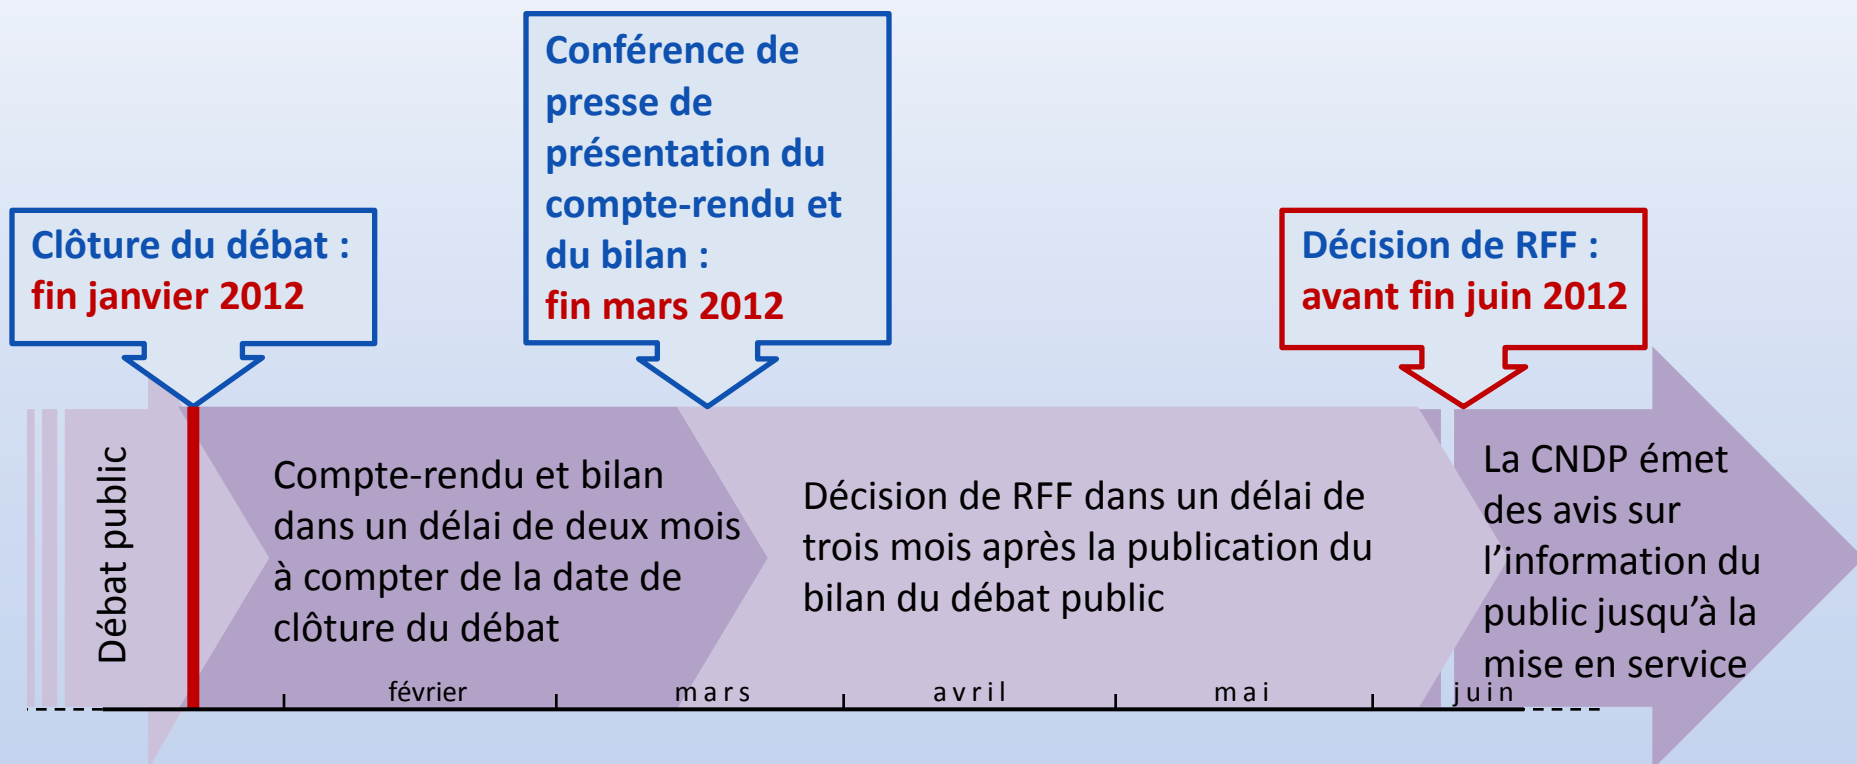 Clôture du débat :
fin janvier 2012
Conférence de
presse de
présentation du
compte-rendu et
du bilan :
fin mars 2012
Décision de RFF :
avant fin juin 2012
Débat public
Compte-rendu et bilan
dans un délai de deux mois
à compter de la date de
clôture du débat
Décision de RFF dans un délai de
trois mois après la publication du
bilan du débat public
La CNDP émet
des avis sur
l’information du
public jusqu’à la
mise en service
février
mars
avril
mai
juin